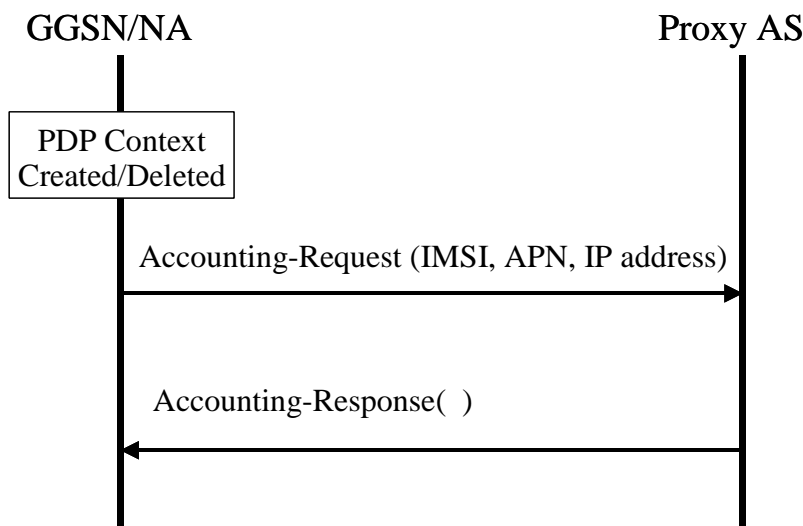 GGSN/NA Proxy AS
PDP Context
Created/Deleted
Accounting-Request (IMSI, APN, IP address)
Accounting-Response( )